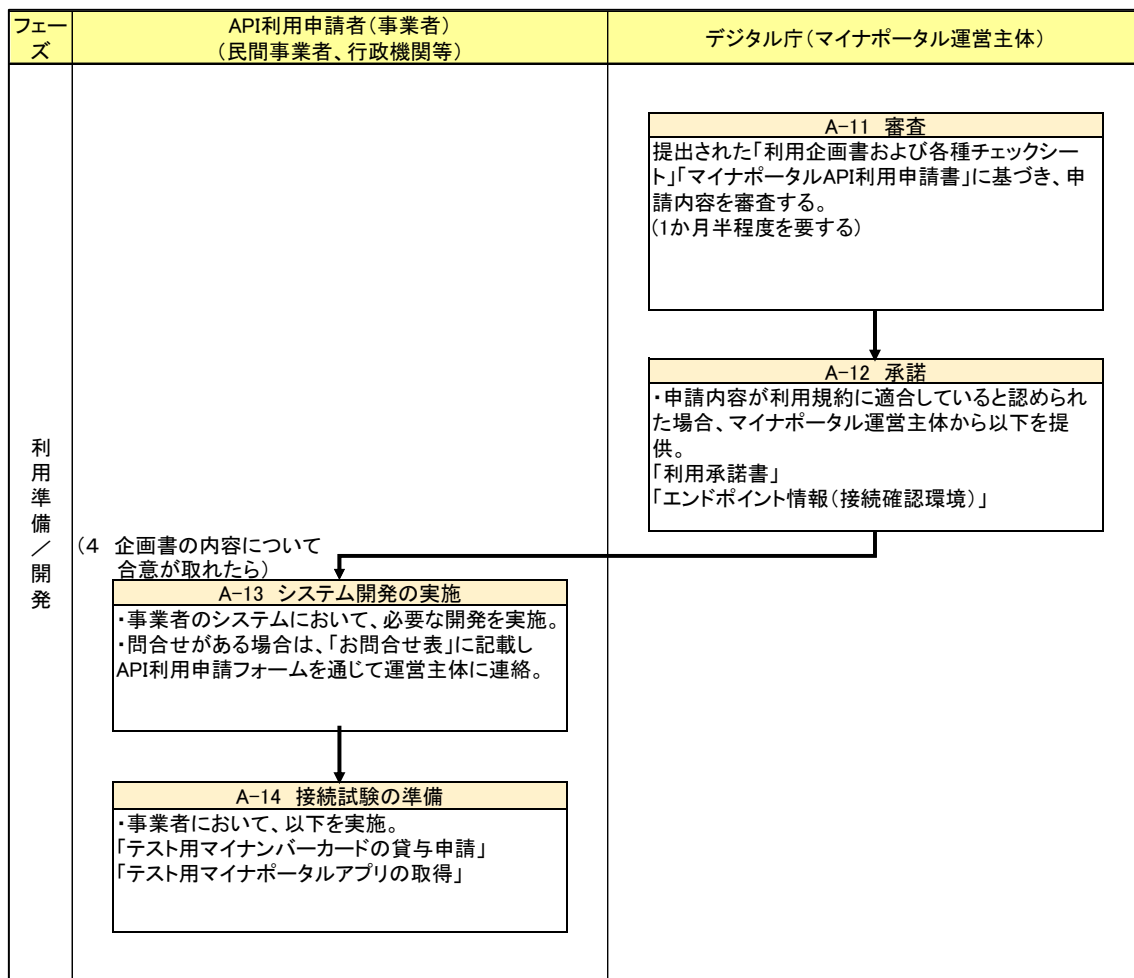 フェーズ
API利用申請者（事業者）
（民間事業者、行政機関等）
デジタル庁（マイナポータル運営主体）
利用準備／開発
A-11 審査
提出された「利用企画書および各種チェックシー
ト」「マイナポータルAPI利用申請書」に基づき、申
請内容を審査する。
(1か月半程度を要する)
A-12 承諾
・申請内容が利用規約に適合していると認められ
た場合、マイナポータル運営主体から以下を提
供。
「利用承諾書」
「エンドポイント情報（接続確認環境）」
(4 企画書の内容について
合意が取れたら)
A-13 システム開発の実施
・事業者のシステムにおいて、必要な開発を実施。
・問合せがある場合は、「お問合せ表」に記載し
API利用申請フォームを通じて運営主体に連絡。
A-14 接続試験の準備
・事業者において、以下を実施。
「テスト用マイナンバーカードの貸与申請」
「テスト用マイナポータルアプリの取得」